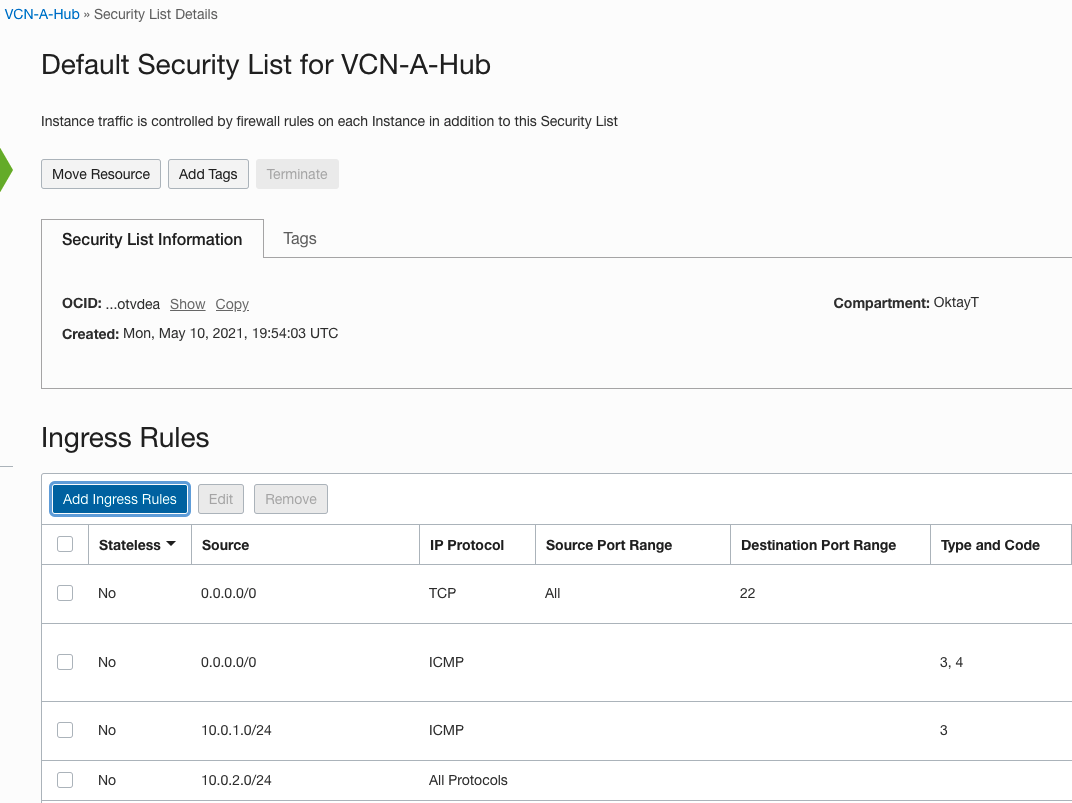 VCN-A-Hub » Security List Details
Default Security List for VCN-A-Hub
Instance traffic is controlled by firewall rules on each Instance in addition to this Security List
Move Resource Add Tags Terminate
Security List Information Tags
OCID: ...otvdea Show Copy Compartment: OktayT
Created: Mon, May 10, 2021, 19:54:03 UTC
Ingress Rules
Add Ingress Rules Edit Remove
Stateless Source IP Protocol Source Port Range Destination Port Range Type and Code
No 0.0.0.0/0 TCP All 22
No 0.0.0.0/0 ICMP 3, 4
No 10.0.1.0/24 ICMP 3
No 10.0.2.0/24 All Protocols